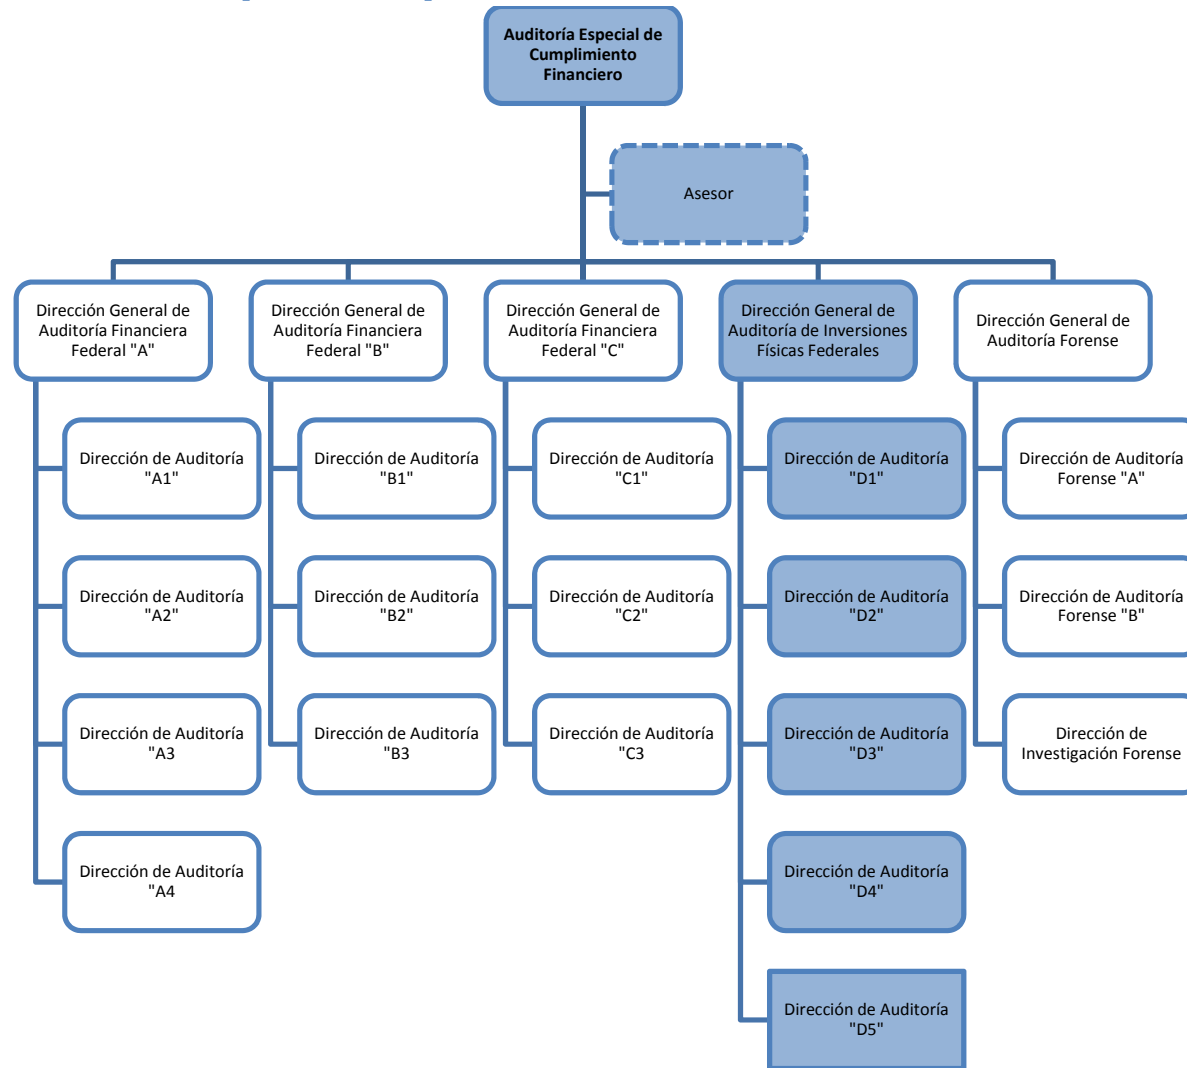 Auditoría Especial de
Cumplimiento
Financiero
Asesor
Dirección General de
Auditoría Financiera
Federal "A"
Dirección General de
Auditoría Financiera
Federal "B"
Dirección General de
Auditoría Financiera
Federal "C"
Dirección General de
Auditoría de Inversiones
Físicas Federales
Dirección General de
Auditoría Forense
Dirección de Auditoría
"A1"
Dirección de Auditoría
"B1"
Dirección de Auditoría
"C1"
Dirección de Auditoría
"D1"
Dirección de Auditoría
Forense "A"
Dirección de Auditoría
"A2"
Dirección de Auditoría
"B2"
Dirección de Auditoría
"C2"
Dirección de Auditoría
"D2"
Dirección de Auditoría
Forense "B"
Dirección de Auditoría
"A3
Dirección de Auditoría
"B3
Dirección de Auditoría
"C3
Dirección de Auditoría
"D3"
Dirección de
Investigación Forense
Dirección de Auditoría
"A4
Dirección de Auditoría
"D4"
Dirección de Auditoría
"D5"